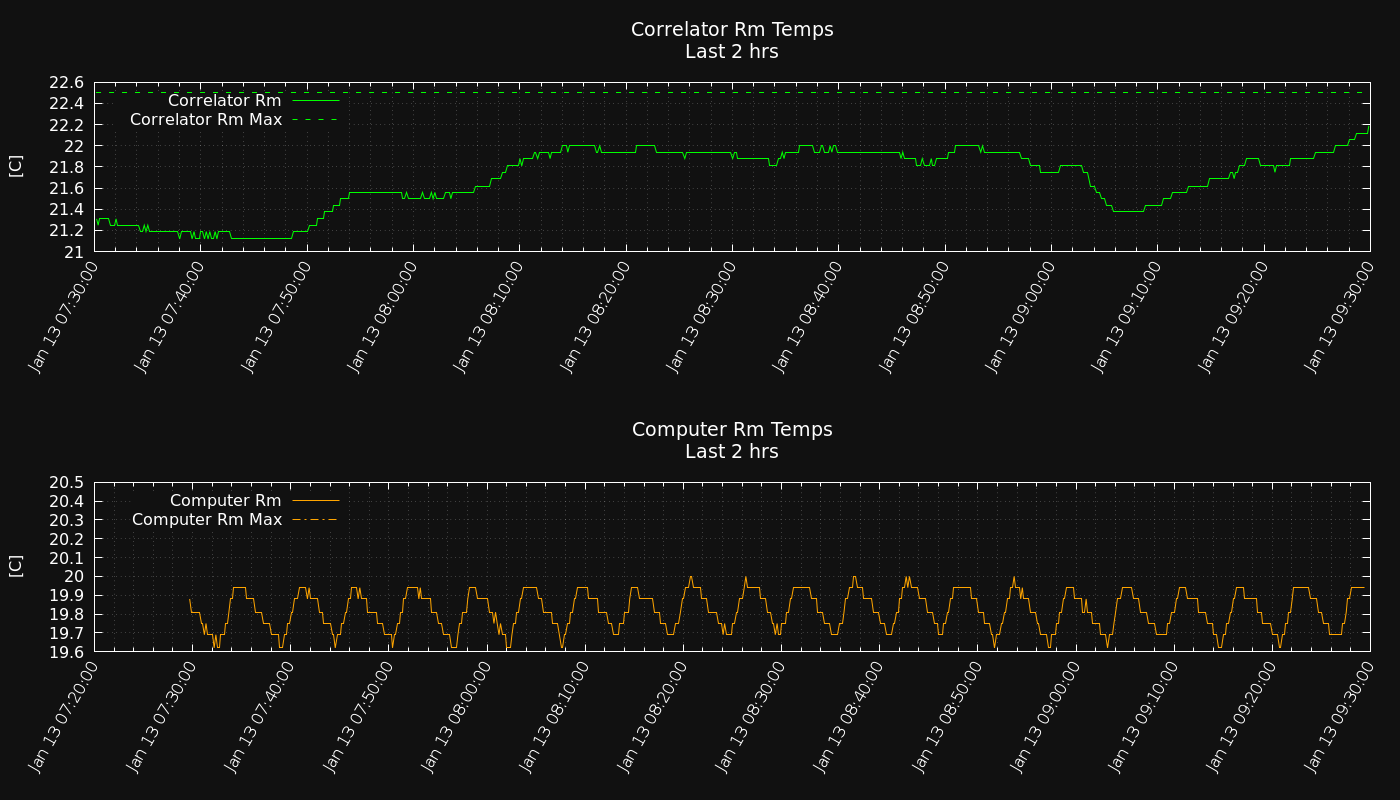 Correlator Rm Temps
Last 2 hrs
22.6
22.4
22.2
22
21.8
21.6
21.4
21.2
21
[C]
Correlator Rm
Correlator Rm Max
Jan 13 07:30:00
Jan 13 07:40:00
Jan 13 07:50:00
Jan 13 08:00:00
Jan 13 08:10:00
Jan 13 08:20:00
Jan 13 08:30:00
Jan 13 08:40:00
Jan 13 08:50:00
Jan 13 09:00:00
Jan 13 09:10:00
Jan 13 09:20:00
Jan 13 09:30:00
Computer Rm Temps
Last 2 hrs
20.5
20.4
20.3
20.2
20.1
20
19.9
19.8
19.7
19.6
[C]
Computer Rm
Computer Rm Max
Jan 13 07:20:00
Jan 13 07:30:00
Jan 13 07:40:00
Jan 13 07:50:00
Jan 13 08:00:00
Jan 13 08:10:00
Jan 13 08:20:00
Jan 13 08:30:00
Jan 13 08:40:00
Jan 13 08:50:00
Jan 13 09:00:00
Jan 13 09:10:00
Jan 13 09:20:00
Jan 13 09:30:00